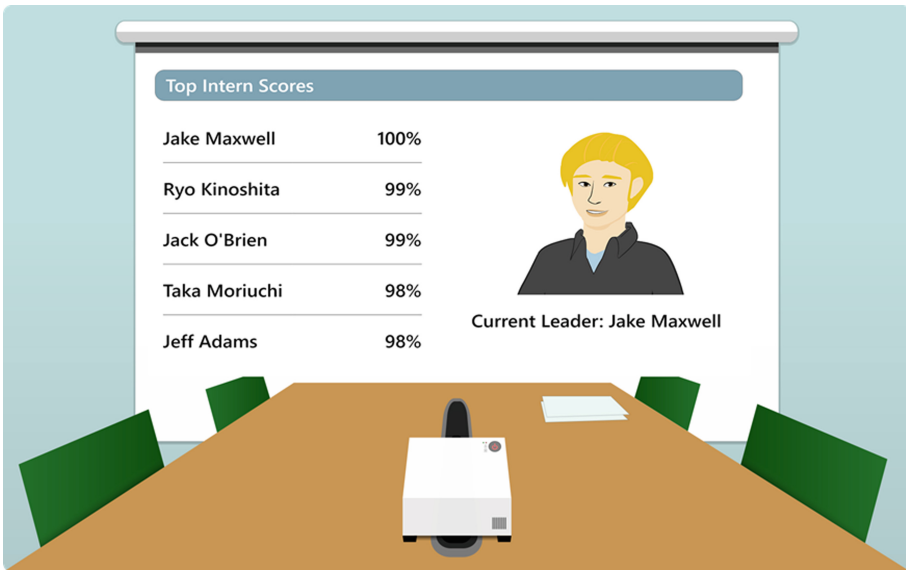 Top Intern Scores
Jake Maxwell 100%
Ryo Kinoshita 99%
Jack O'Brien 99%
Taka Moriuchi 98%
Jeff Adams 98%
Current Leader: Jake Maxwell